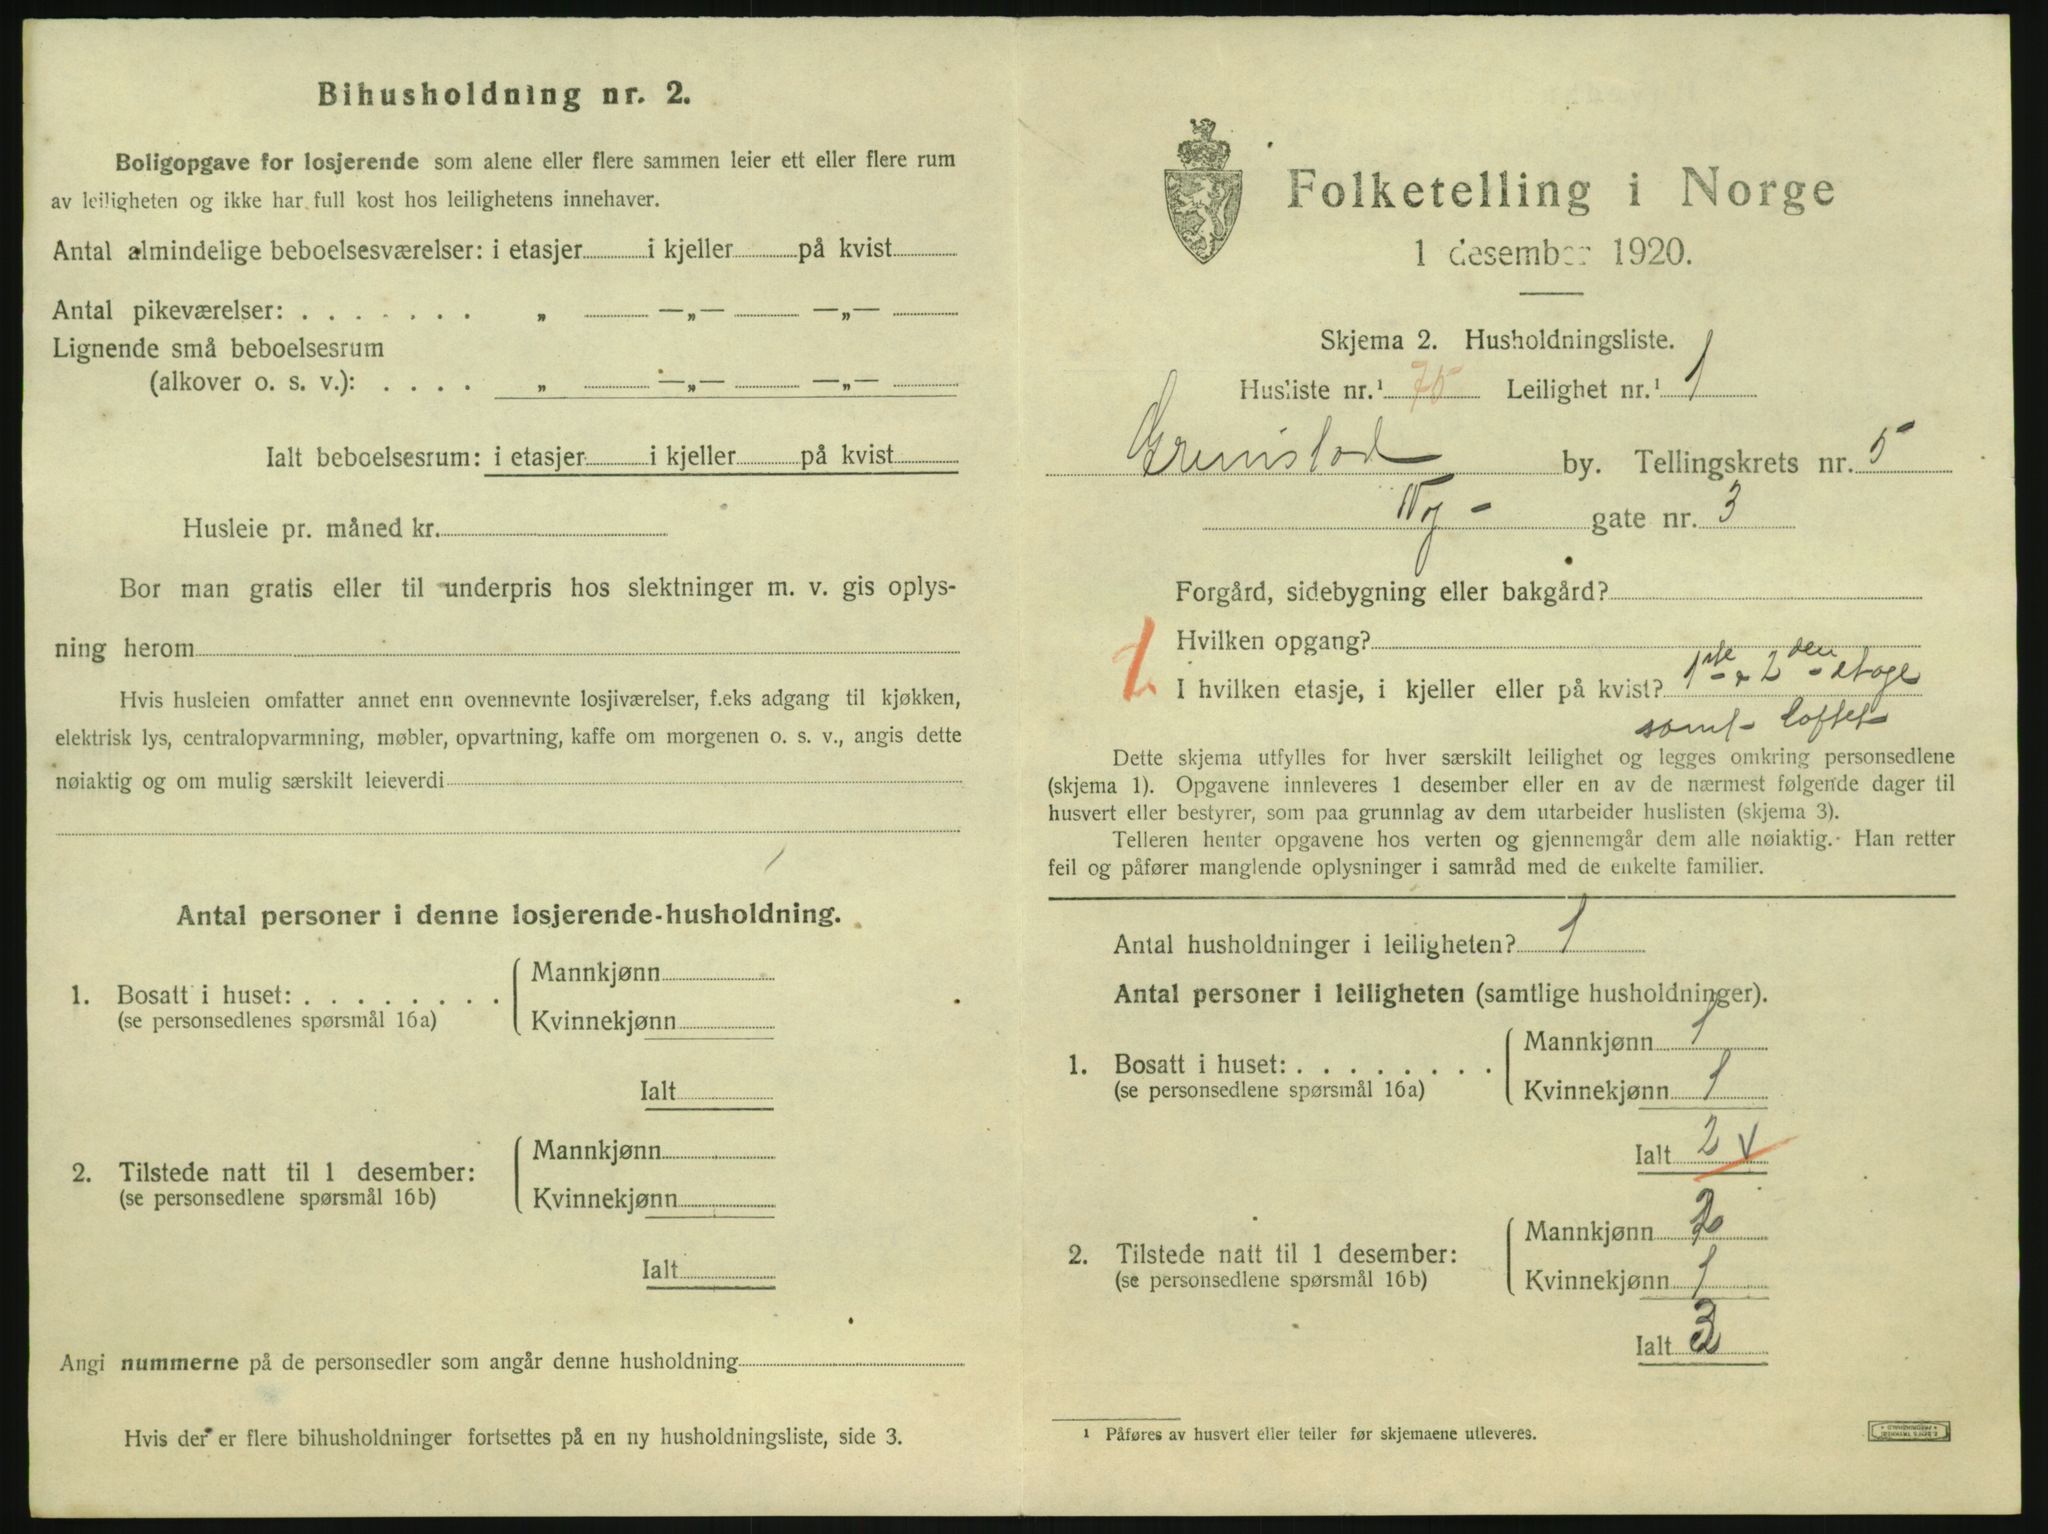 Bihusholdning nr. 2.
Boligopgave for losjerende som alene eller flere sammen leier ett eller flere rum
av leiligheten og ikke har full kost hos leilighetens innehaver.
Antal almindelige beboelsesværelser: i etasjer i kjeller på kvist
Antal pikeværelser: . . . . . . . „ —„— —„—
Lignende små beboelsesrum
(alkover o. s. v.): . . . . „ —„— —„—
Ialt beboelsesrum: i etasjer i kjeller på kvist
Husleie pr. måned kr.
Bor man gratis eller til underpris hos slektninger m. v. gis oplys-
ning herom
Hvis husleien omfatter annet enn ovennevnte losjiværelser, f.eks adgang til kjøkken,
elektrisk lys, centralopvarmning, møbler, opvartning, kaffe om morgenen o. s. v., angis dette
nøiaktig og om mulig særskilt leieverdi
Antal personer i denne losjerende-husholdning.
1. Bosatt i huset: . . . . . . . . Mannkjønn
(se personsedlenes spørsmål 16a) Kvinnekjønn
Ialt
2. Tilstede natt til 1 desember: Mannkjønn
(se personsedlene spørsmål 16b) Kvinnekjønn
Ialt
Angi nummerne på de personsedler som angår denne husholdning
Hvis der er flere bihusholdninger fortsettes på en ny husholdningsliste, side 3.
Folketelling i Norge
1 desember 1920.
Skjema 2. Husholdningsliste.
Husliste nr.¹ 75 Leilighet nr.¹ 1
Grimstad by. Tellingskrets nr. 5
Ny- gate nr. 3
Forgård, sidebygning eller bakgård?
Hvilken opgang?
I hvilken etasje, i kjeller eller på kvist? 1ste - & 2den - etage
samt loftet
Dette skjema utfylles for hver særskilt leilighet og legges omkring personsedlene
(skjema 1). Opgavene innleveres 1 desember eller en av de nærmest følgende dager til
husvert eller bestyrer, som paa grunnlag av dem utarbeider huslisten (skjema 3).
Telleren henter opgavene hos verten og gjennemgår dem alle nøiaktig. Han retter
feil og påfører manglende oplysninger i samråd med de enkelte familier.
Antal husholdninger i leiligheten? 1
Antal personer i leiligheten (samtlige husholdninger).
1. Bosatt i huset: . . . . . . . . Mannkjønn 1
(se personsedlene spørsmål 16a) Kvinnekjønn 1
Ialt 2 V
2. Tilstede natt til 1 desember: Mannkjønn 2
(se personsedlene spørsmål 16b) Kvinnekjønn 1
Ialt 3
¹ Påføres av husvert eller teller før skjemaene utleveres.